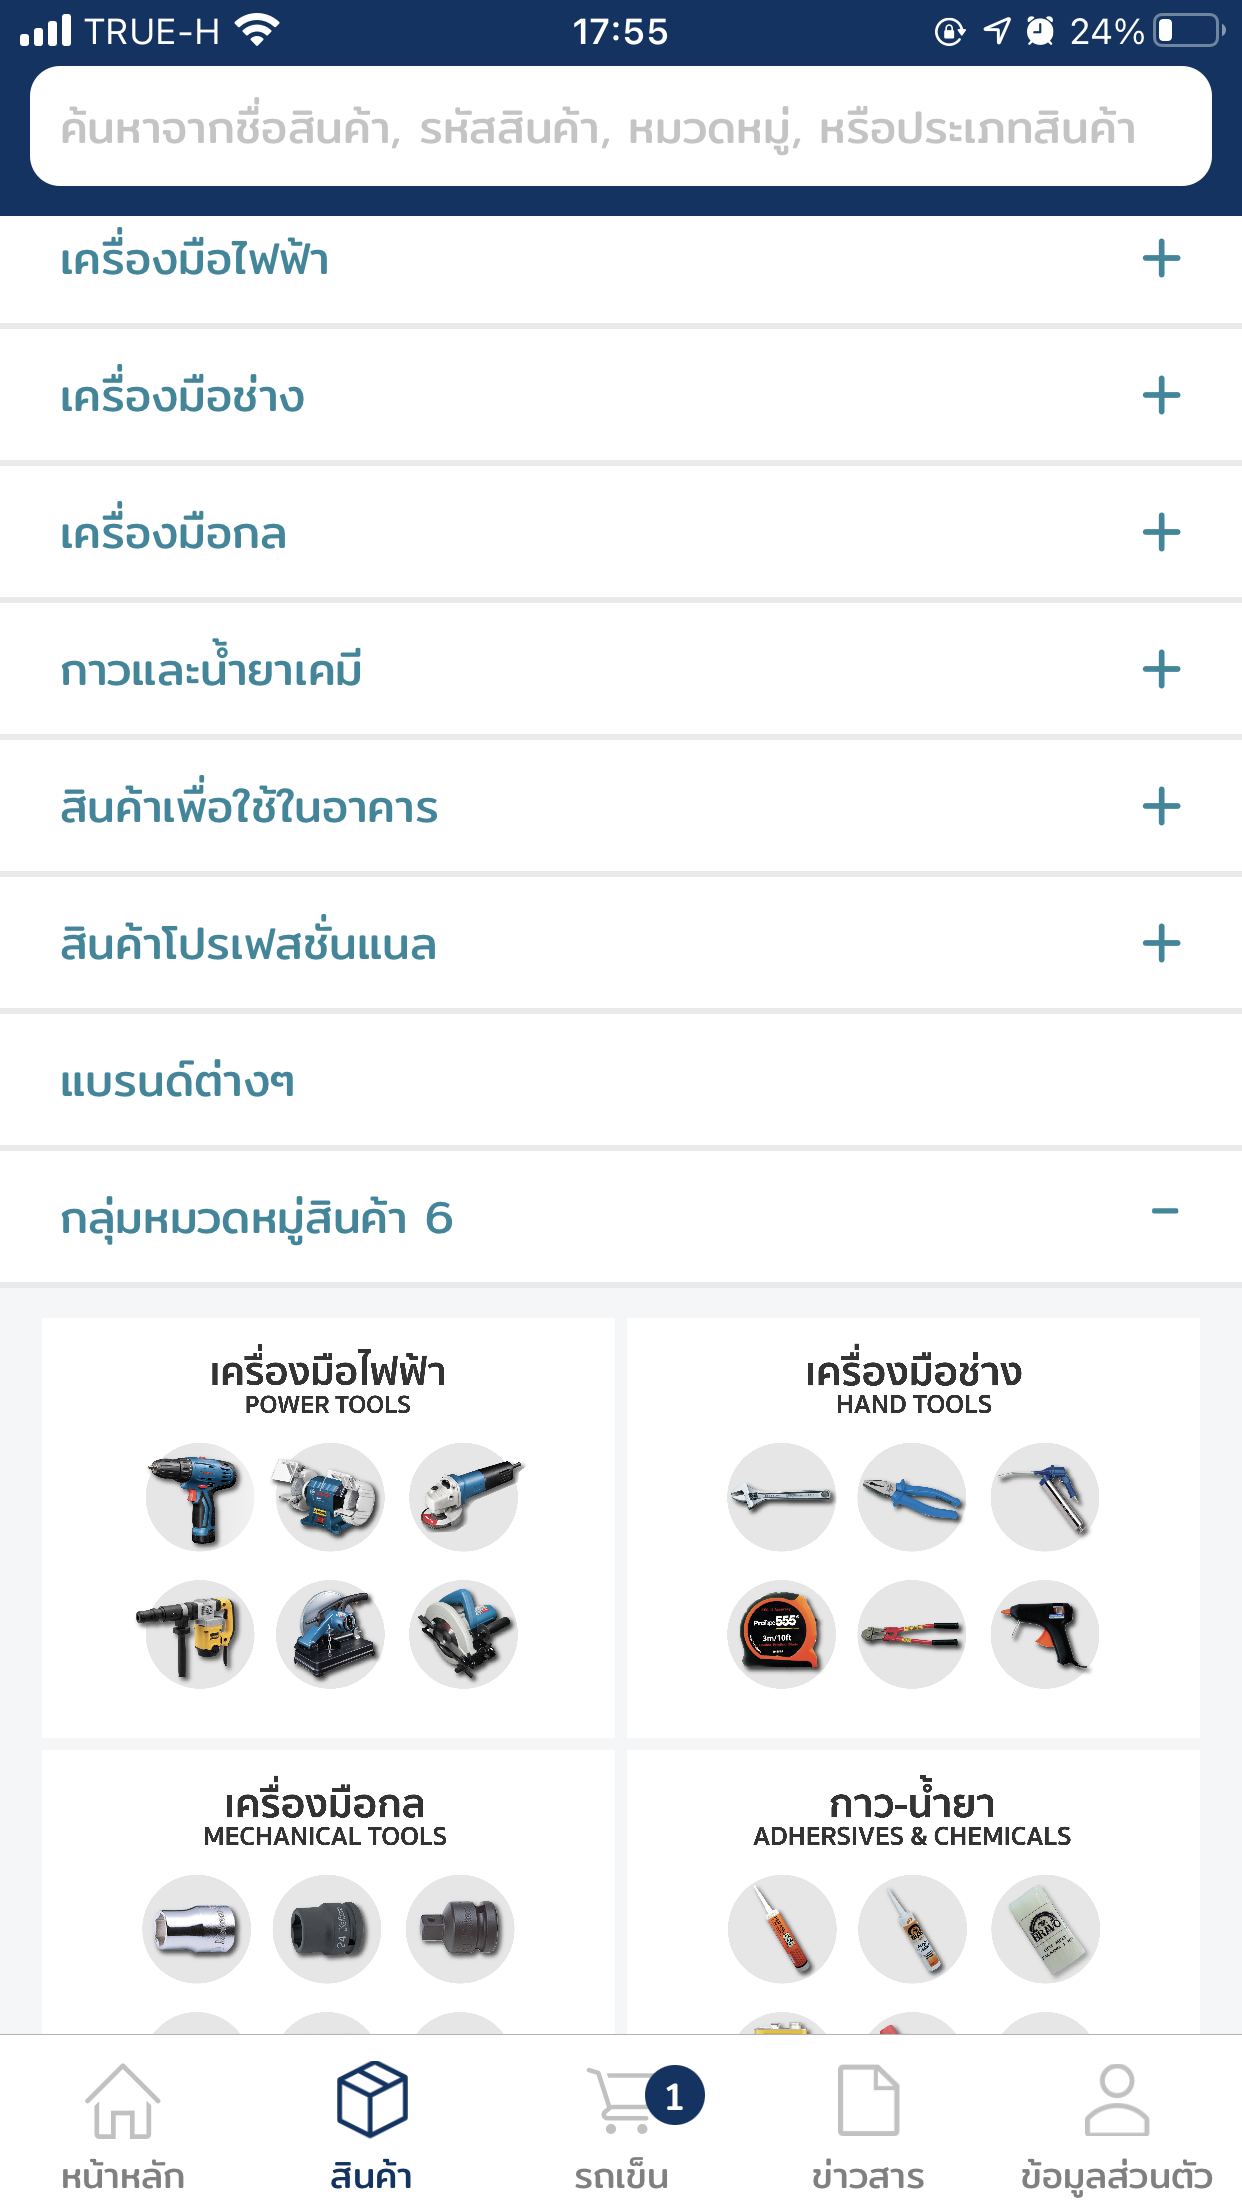 TRUE-H 17:55 24%
ค้นหาจากชื่อสินค้า, รหัสสินค้า, หมวดหมู่, หรือประเภทสินค้า
เครื่องมือไฟฟ้า
เครื่องมือช่าง
เครื่องมือกล
กาวและน้ำยาเคมี
สินค้าเพื่อใช้ในอาคาร
สินค้าโปรเฟสชั่นแนล
แบรนด์ต่างๆ
กลุ่มหมวดหมู่สินค้า 6
เครื่องมือไฟฟ้า
POWER TOOLS
เครื่องมือช่าง
HAND TOOLS
555
3m/10ft
เครื่องมือกล
MECHANICAL TOOLS
กาว-น้ำยา
ADHERSIVES & CHEMICALS
24
BRAVO
1
หน้าหลัก
สินค้า
รถเข็น
ข่าวสาร
ข้อมูลส่วนตัว